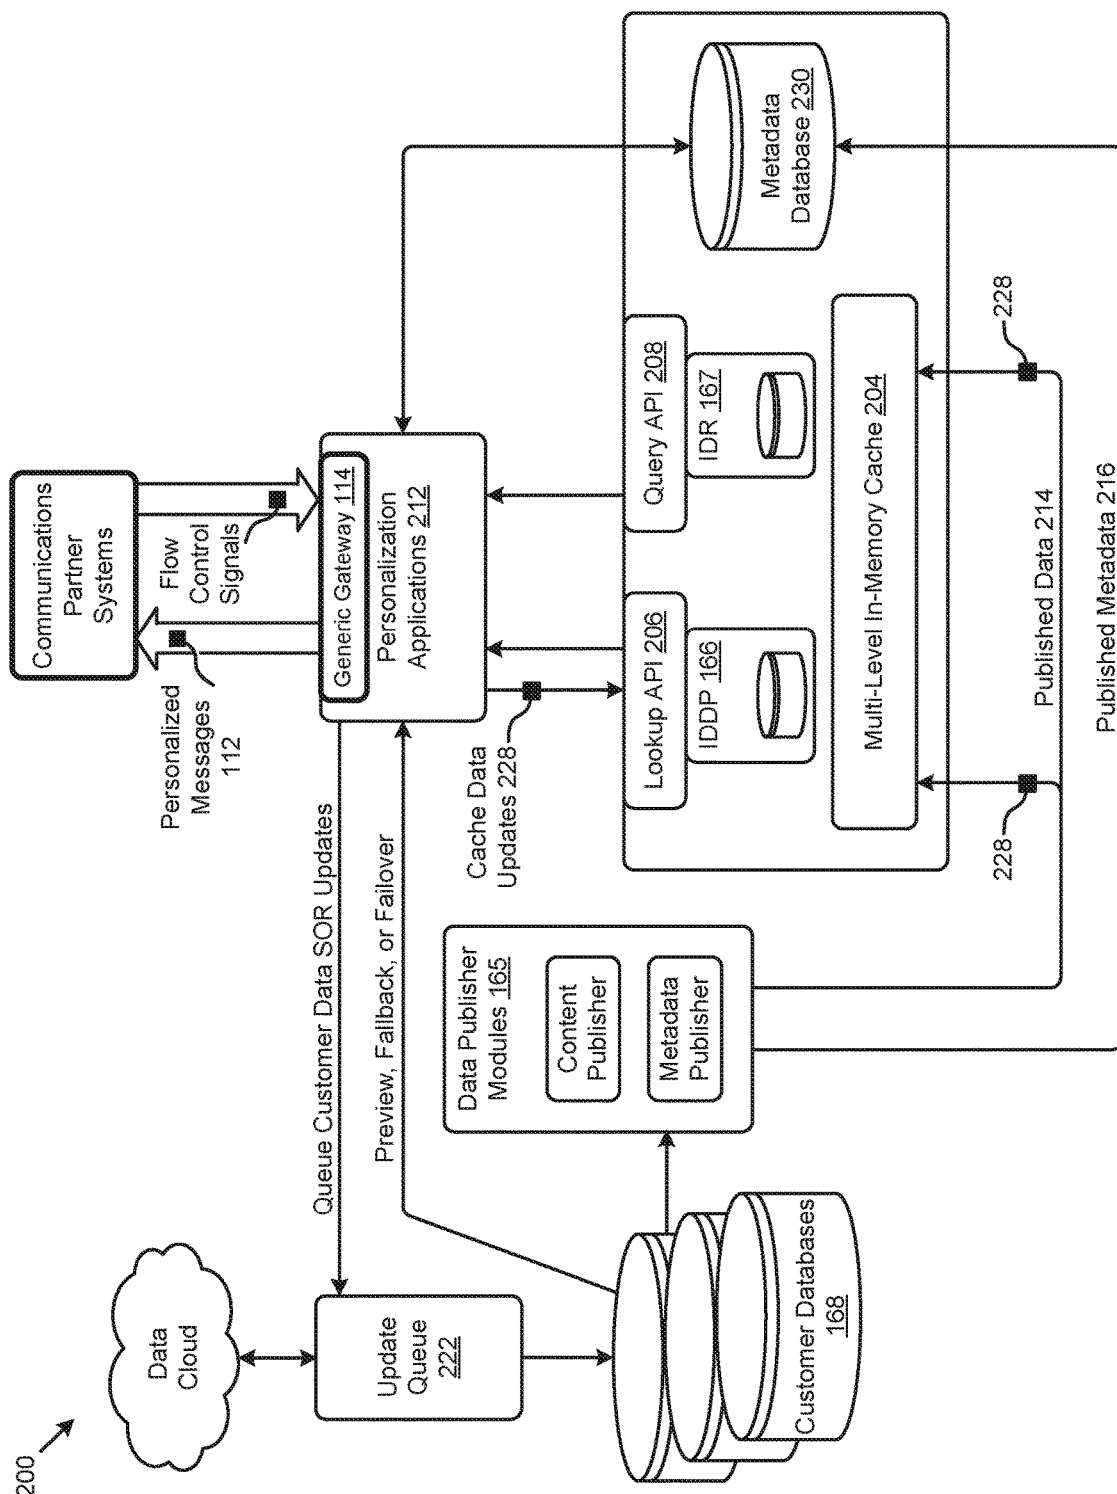 200
Data
Cloud
Update
Queue
222
Queue Customer Data SOR Updates
Preview, Fallback, or Failover
Customer Databases
168
Data Publisher
Modules 165
Content
Publisher
Metadata
Publisher
Communications
Partner
Systems
Personalized
Messages
112
Flow
Control
Signals
Generic Gateway 114
Personalization
Applications 212
Cache Data
Updates 228
Lookup API 206
IDDP 166
Query API 208
IDR 167
Multi-Level In-Memory Cache 204
Metadata
Database 230
228
228
Published Data 214
Published Metadata 216